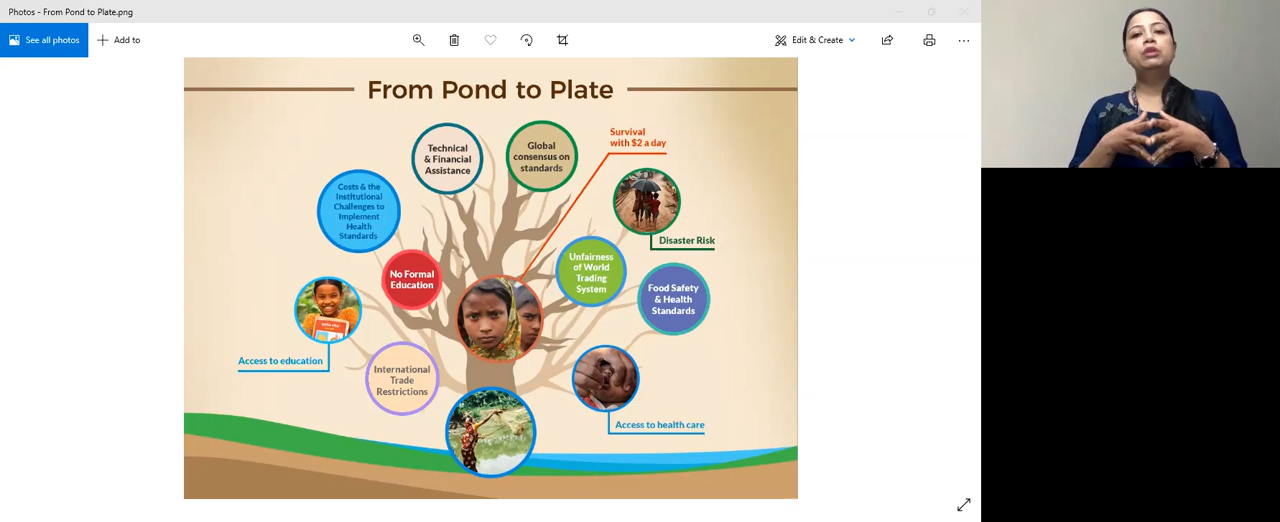 Photos - From Pond to Plate.png
See all photos
Add to
Edit & Create
From Pond to Plate
Technical
& Financial
Assistance
Global
consensus on
standards
Survival
with $2 a day
Costs & the
Institutional
Challenges to
Implement
Health
Standards
Disaster Risk
No Formal
Education
Unfairness
of World
Trading
System
Food Safety
& Health
Standards
Access to education
International
Trade
Restrictions
Access to health care